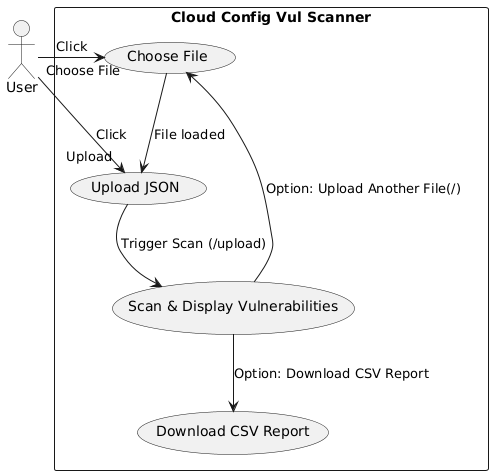 Cloud Config Vul Scanner
Click
Choose File
Choose File
User
Click
File loaded
Upload
Upload JSON
Option: Upload Another File(/)
Trigger Scan (/upload)
Scan & Display Vulnerabilities
Option: Download CSV Report
Download CSV Report